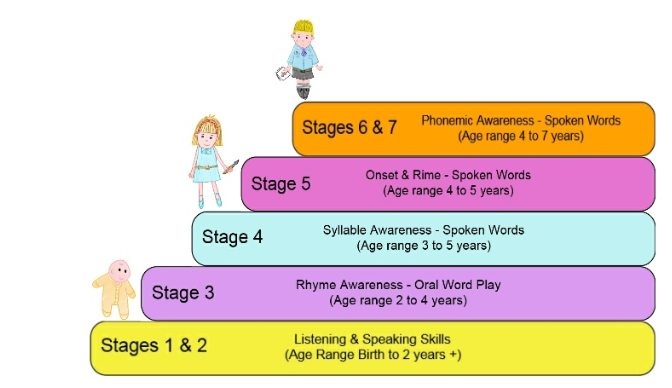 Stages 6 & 7
Phonemic Awareness - Spoken Words
(Age range 4 to 7 years)
Stage 5
Onset & Rime - Spoken Words
(Age range 4 to 5 years)
Stage 4
Syllable Awareness - Spoken Words
(Age range 3 to 5 years)
Stage 3
Rhyme Awareness - Oral Word Play
(Age range 2 to 4 years)
Stages 1 & 2
Listening & Speaking Skills
(Age Range Birth to 2 years +)